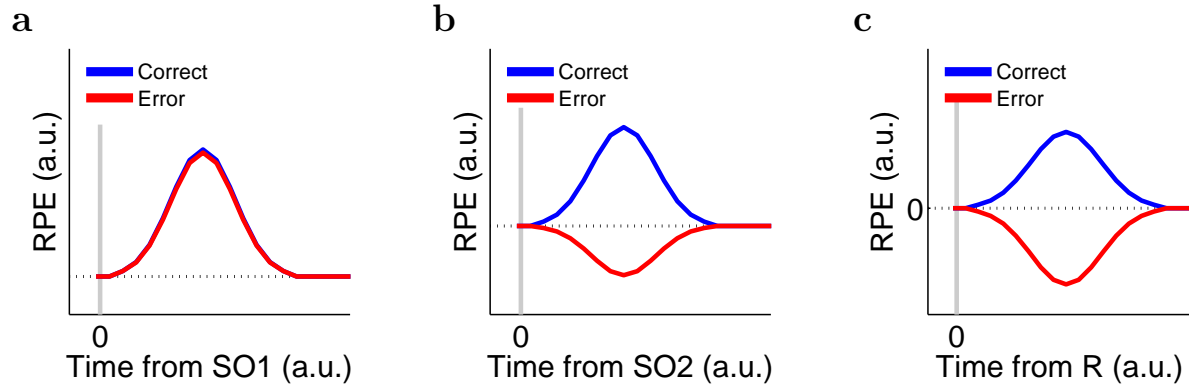 a
Correct
Error
RPE (a.u.)
0
Time from SO1 (a.u.)
b
Correct
Error
RPE (a.u.)
0
Time from SO2 (a.u.)
c
Correct
Error
RPE (a.u.)
0
0
Time from R (a.u.)